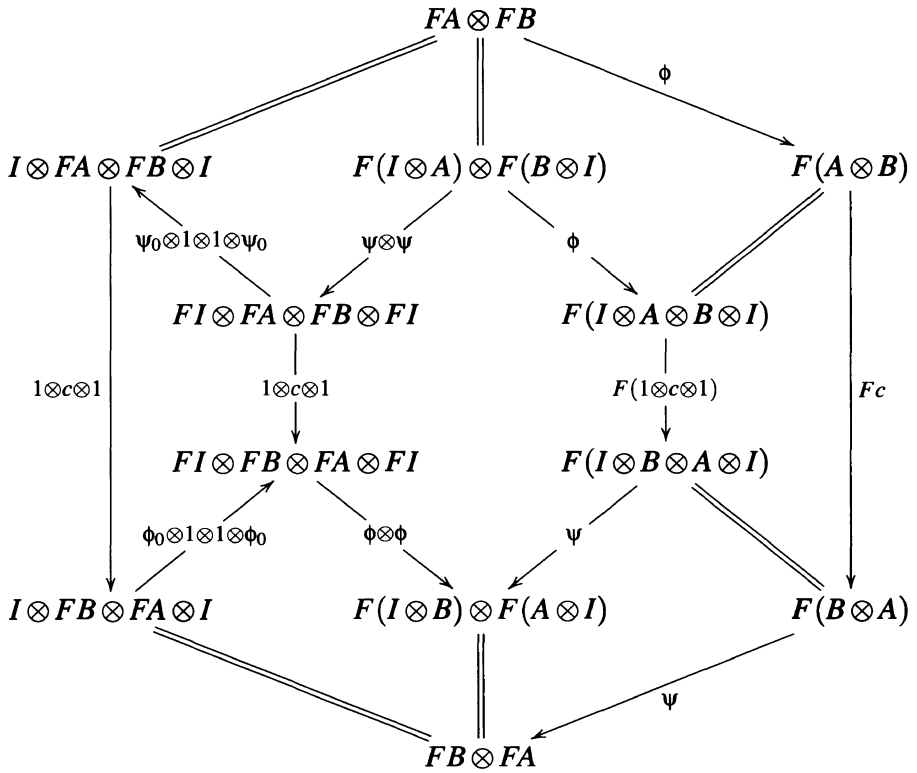 FA ⊗ FB
ϕ
I ⊗ FA ⊗ FB ⊗ I F(I ⊗ A) ⊗ F(B ⊗ I) F(A ⊗ B)
ψ₀⊗1⊗1⊗ψ₀ ψ⊗ψ ϕ
FI ⊗ FA ⊗ FB ⊗ FI F(I ⊗ A ⊗ B ⊗ I)
1⊗c⊗1 1⊗c⊗1 F(1⊗c⊗1) Fc
FI ⊗ FB ⊗ FA ⊗ FI F(I ⊗ B ⊗ A ⊗ I)
ϕ₀⊗1⊗1⊗ϕ₀ ϕ⊗ϕ ψ
I ⊗ FB ⊗ FA ⊗ I F(I ⊗ B) ⊗ F(A ⊗ I) F(B ⊗ A)
ψ
FB ⊗ FA